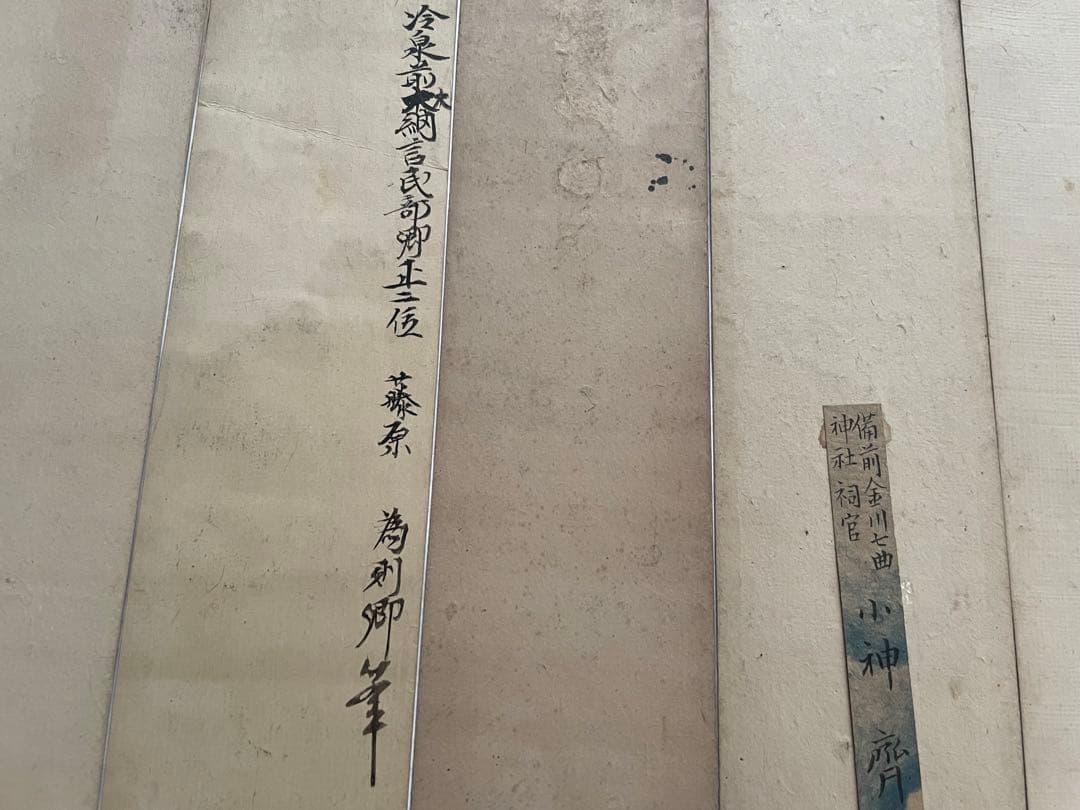 備前金川七曲
神社祠官
小神 齊
冷泉前大納言民部卿正二位 藤原 為則卿筆